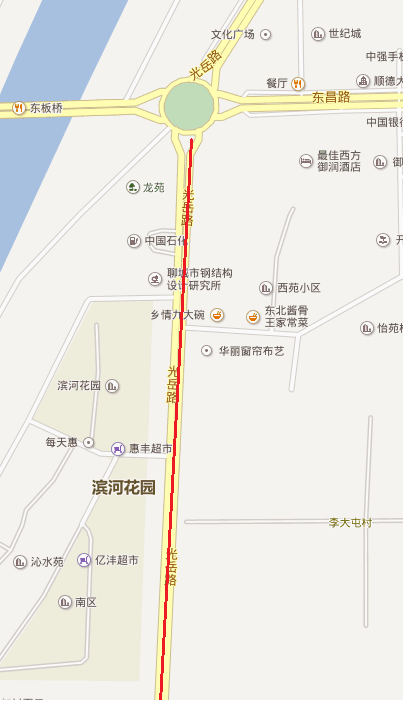 文化广场
世纪城
光岳路
中强手机
餐厅
顺德大
东昌路
东板桥
中国银行
最佳西方
御润酒店
御
龙苑
光岳路
中国石化
聊城市钢结构
设计研究所
西苑小区
乡情九大碗
东北酱骨
王家常菜
怡苑
华丽窗帘布艺
光岳路
滨河花园
每天惠
惠丰超市
滨河花园
李大屯村
光岳路
沁水苑
亿沣超市
南区